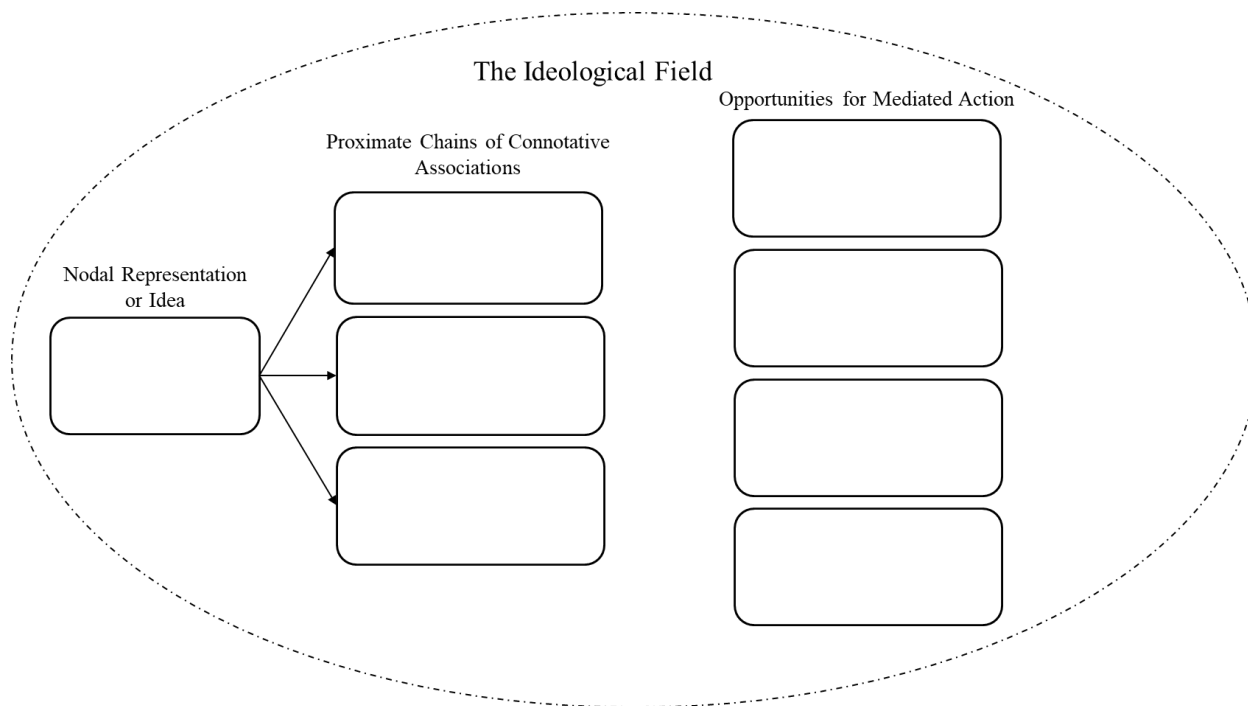 The Ideological Field
Opportunities for Mediated Action
Proximate Chains of Connotative
Associations
Nodal Representation
or Idea